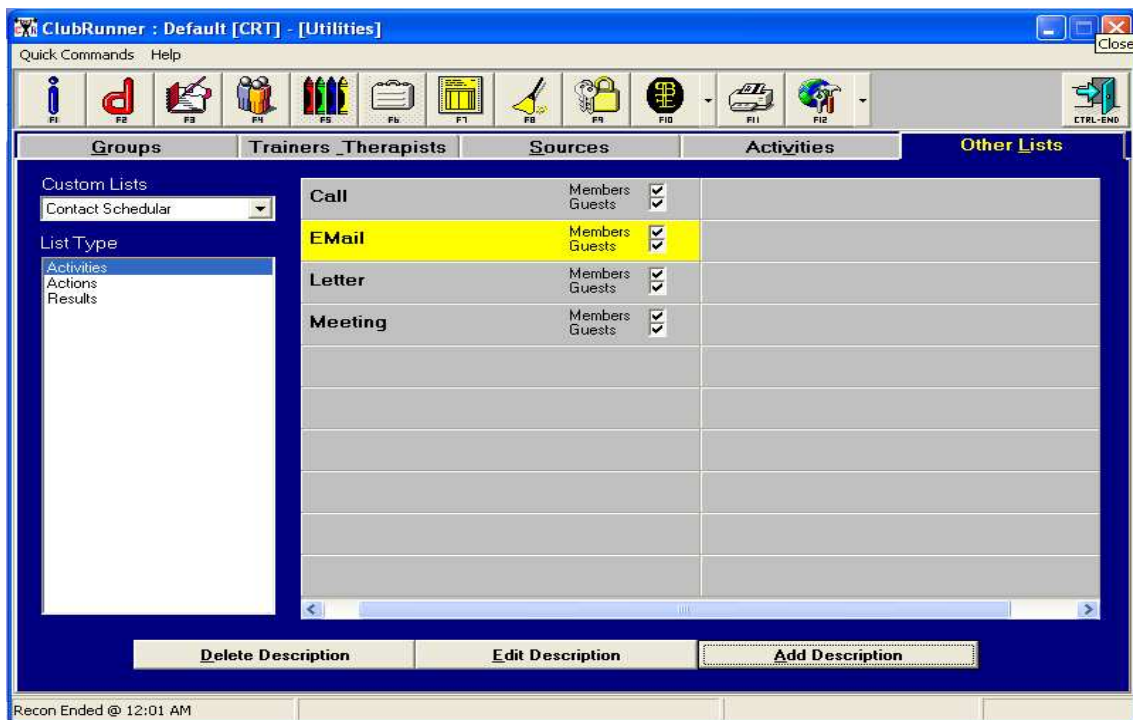 ClubRunner : Default [CRT] - [Utilities]
Close
Quick Commands Help
F1 F2 F3 F4 F5 F6 F7 F8 F9 F10 F11 F12 CTRL-END
Groups Trainers _Therapists Sources Activities Other Lists
Custom Lists
Contact Schedular
List Type
Activities
Actions
Results
Call Members
Guests
EMail Members
Guests
Letter Members
Guests
Meeting Members
Guests
Delete Description Edit Description Add Description
Recon Ended @ 12:01 AM